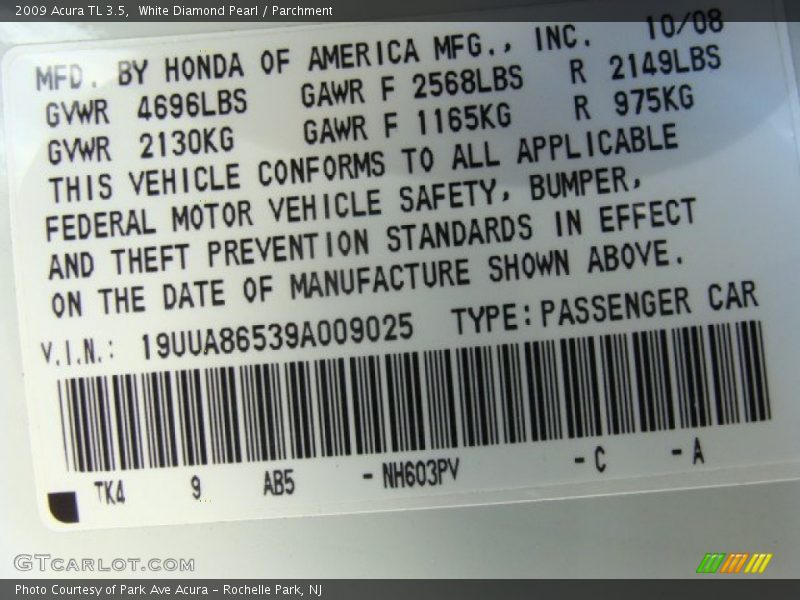 2009 Acura TL 3.5,  White Diamond Pearl / Parchment
MFD. BY HONDA OF AMERICA MFG., INC. 10/08
GVWR 4696LBS GAWR F 2568LBS R 2149LBS
GVWR 2130KG GAWR F 1165KG R 975KG
THIS VEHICLE CONFORMS TO ALL APPLICABLE
FEDERAL MOTOR VEHICLE SAFETY, BUMPER,
AND THEFT PREVENTION STANDARDS IN EFFECT
ON THE DATE OF MANUFACTURE SHOWN ABOVE.
V.I.N.: 19UUA86539A009025 TYPE:PASSENGER CAR
TK4 9 AB5 -NH603PV -C -A
GTCARLOT.COM
Photo Courtesy of Park Ave Acura - Rochelle Park, NJ